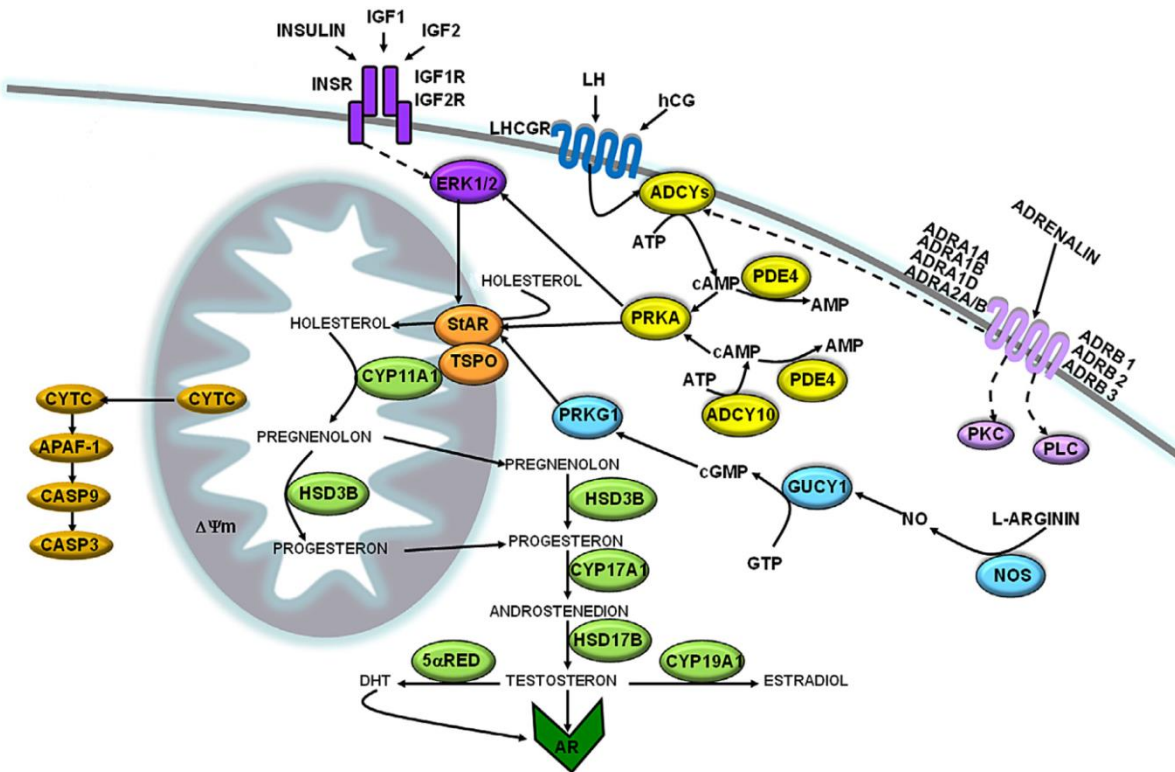 IGF1
INSULIN
IGF2
INSR
IGF1R
IGF2R
LH
hCG
LHCGR
ERK1/2
ADCYs
ATP
cAMP
PDE4
AMP
ADRENALIN
ADRA1A
ADRA1B
ADRA1D
ADRA2A/B
ADRB 1
ADRB 2
ADRB 3
PKC
PLC
HOLESTEROL
HOLESTEROL
StAR
PRKA
TSPO
cAMP
AMP
ATP
PDE4
ADCY10
CYP11A1
CYTC
CYTC
APAF-1
CASP9
CASP3
PRKG1
PREGNENOLON
PREGNENOLON
cGMP
GUCY1
HSD3B
HSD3B
NO
L-ARGININ
ΔΨm
PROGESTERON
PROGESTERON
GTP
NOS
CYP17A1
ANDROSTENEDION
HSD17B
5αRED
CYP19A1
DHT
TESTOSTERON
ESTRADIOL
AR